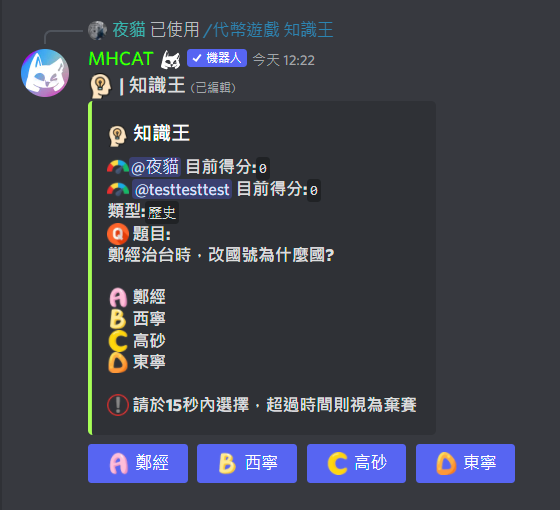 夜貓 已使用 /代幣遊戲 知識王
MHCAT ✓ 機器人 今天 12:22
| 知識王 (已編輯)
知識王
@夜貓 目前得分:0
@testtesttest 目前得分:0
類型:歷史
Q 題目:
鄭經治台時，改國號為什麼國?
A 鄭經
B 西寧
C 高砂
D 東寧
! 請於15秒內選擇，超過時間則視為棄賽
A 鄭經 B 西寧 C 高砂 D 東寧